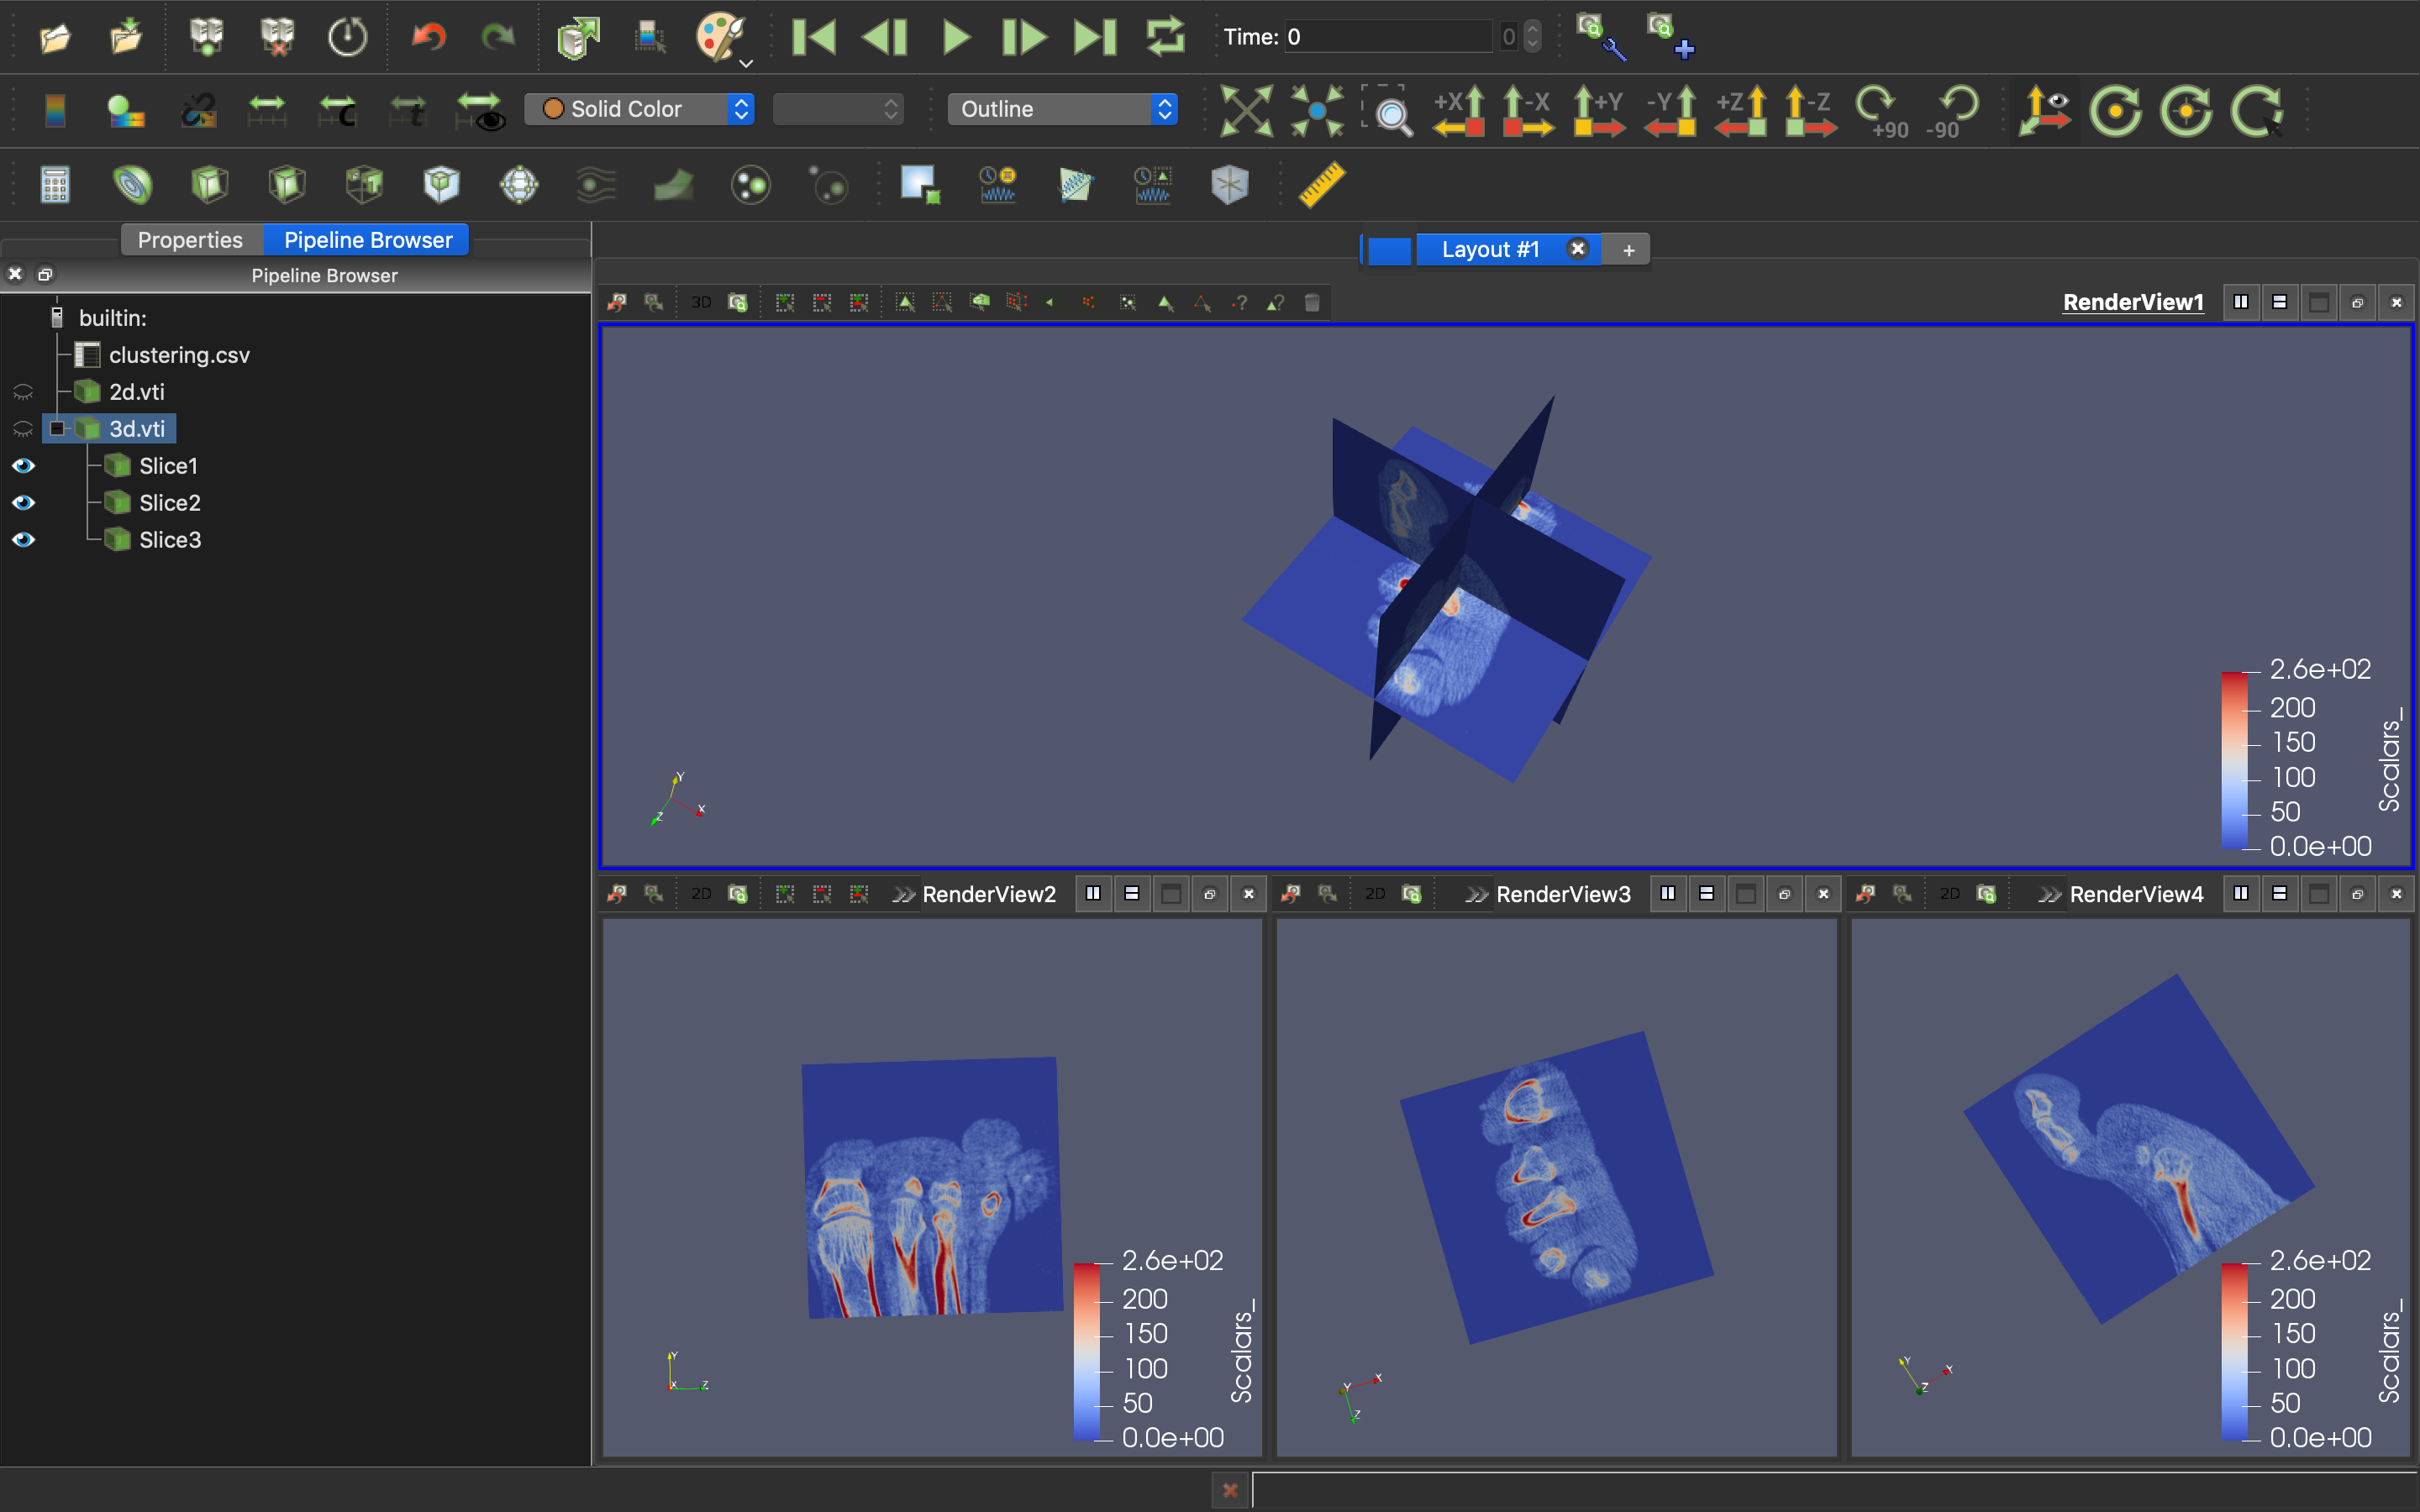 Time: 0 0
Solid Color Outline +X -X +Y -Y +Z -Z +90 -90
C t
Properties Pipeline Browser
Layout #1 +
Pipeline Browser
3D
RenderView1
builtin:
clustering.csv
2d.vti
3d.vti
Slice1
Slice2
Slice3
2.6e+02
200
150
100
50
0.0e+00
Scalars_
Y
X
Z
2D RenderView2
2D RenderView3
2D RenderView4
2.6e+02
200
150
100
50
0.0e+00
Scalars_
Y
X Z
Y X
Z
2.6e+02
200
150
100
50
0.0e+00
Scalars_
Y X
Z